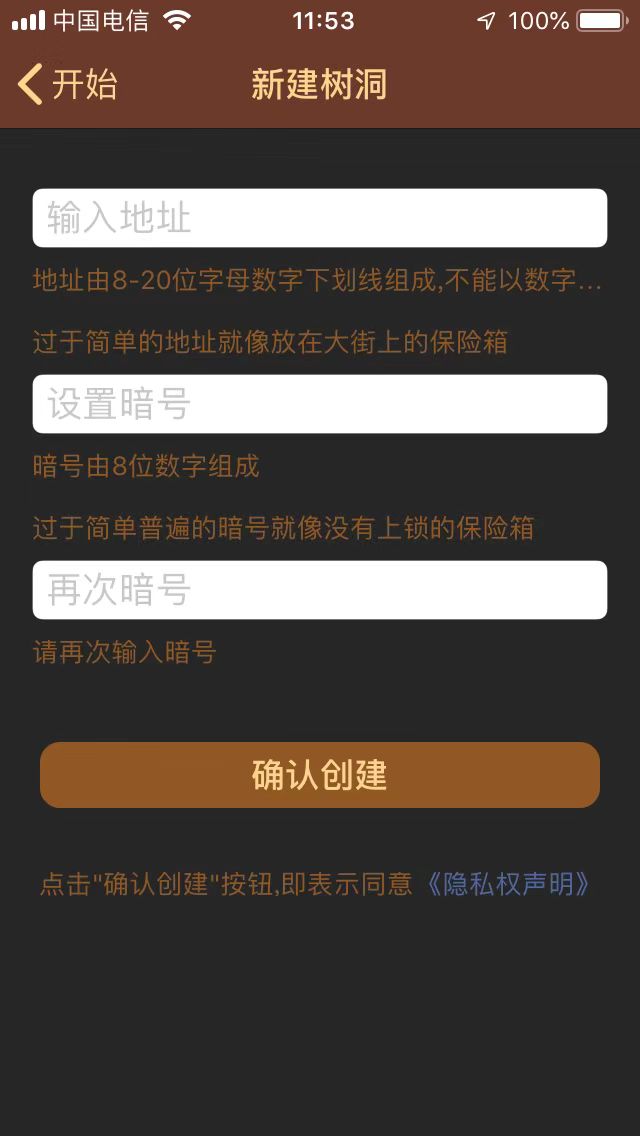 中国电信 11:53 100%
开始 新建树洞
输入地址
地址由8-20位字母数字下划线组成,不能以数字...
过于简单的地址就像放在大街上的保险箱
设置暗号
暗号由8位数字组成
过于简单普遍的暗号就像没有上锁的保险箱
再次暗号
请再次输入暗号
确认创建
点击"确认创建"按钮,即表示同意《隐私权声明》